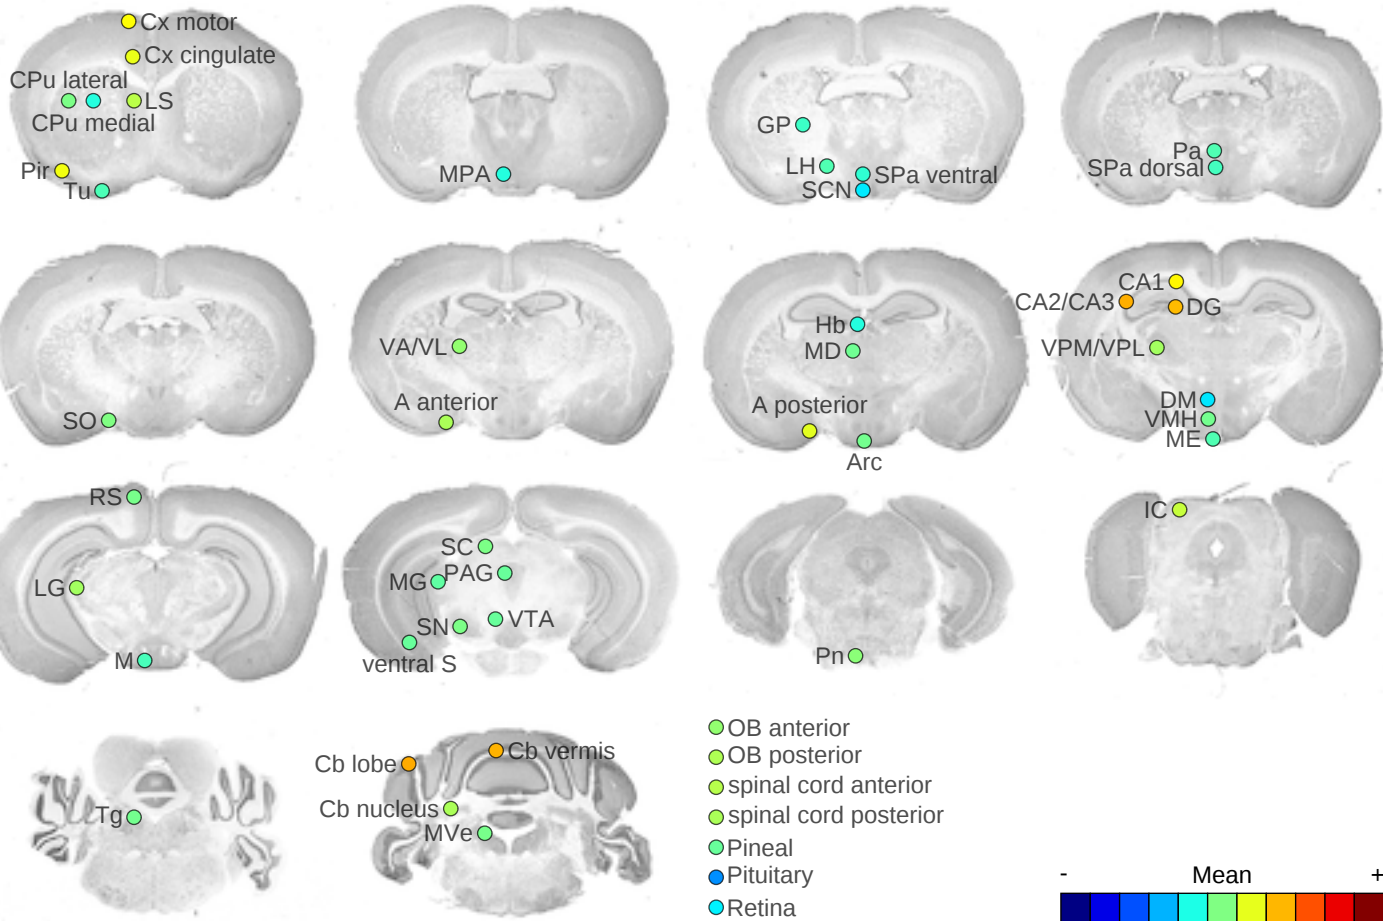 Cx motor
Cx cingulate
CPu lateral
LS
CPu medial
Pir
Tu
MPA
GP
LH
SPa ventral
SCN
Pa
SPa dorsal
SO
VA/VL
A anterior
Hb
MD
A posterior
Arc
CA1
CA2/CA3
DG
VPM/VPL
DM
VMH
ME
RS
LG
M
SC
MG
PAG
SN
VTA
ventral S
Pn
IC
Tg
Cb lobe
Cb vermis
Cb nucleus
MVe
OB anterior
OB posterior
spinal cord anterior
spinal cord posterior
Pineal
Pituitary
Retina
- Mean +